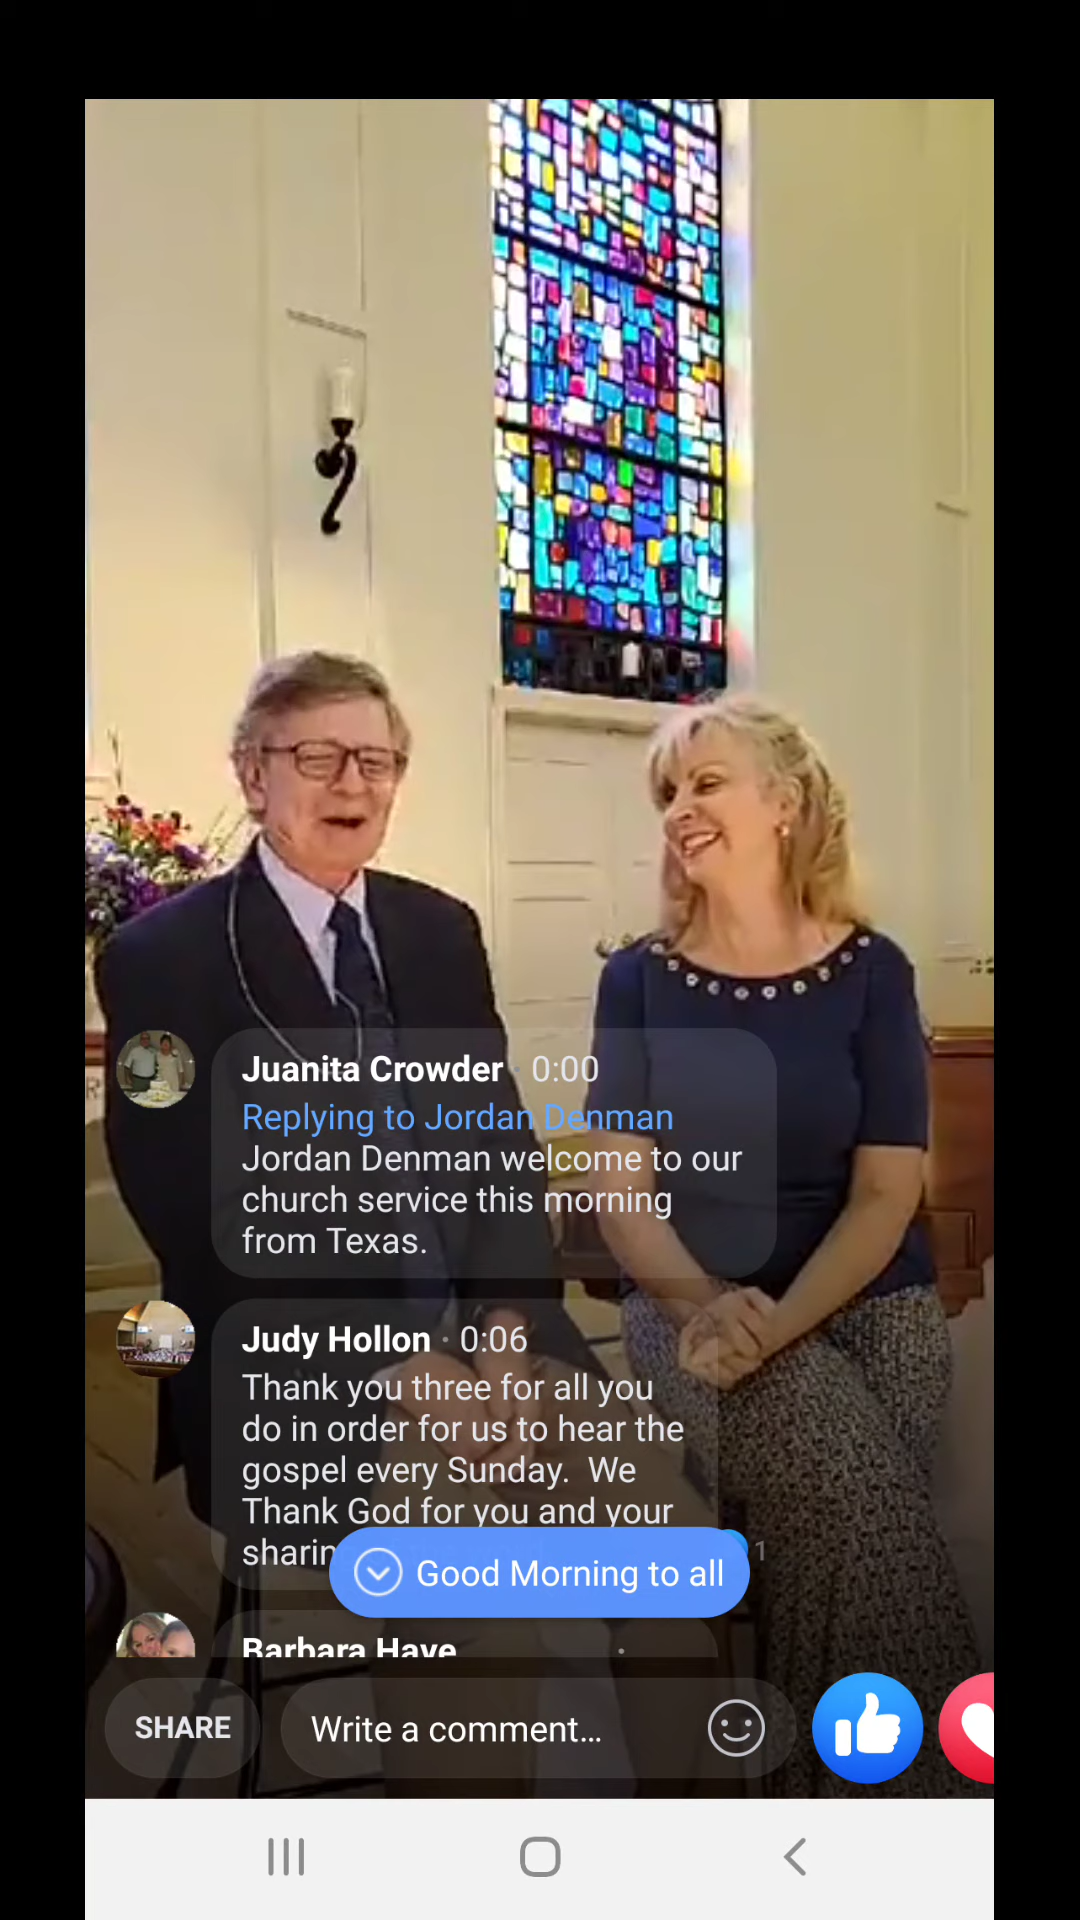 Juanita Crowder · 0:00
Replying to Jordan Denman
Jordan Denman welcome to our
church service this morning
from Texas.
Judy Hollon · 0:06
Thank you three for all you
do in order for us to hear the
gospel every Sunday. We
Thank God for you and your
1
Good Morning to all
Barbara
SHARE
Write a comment...